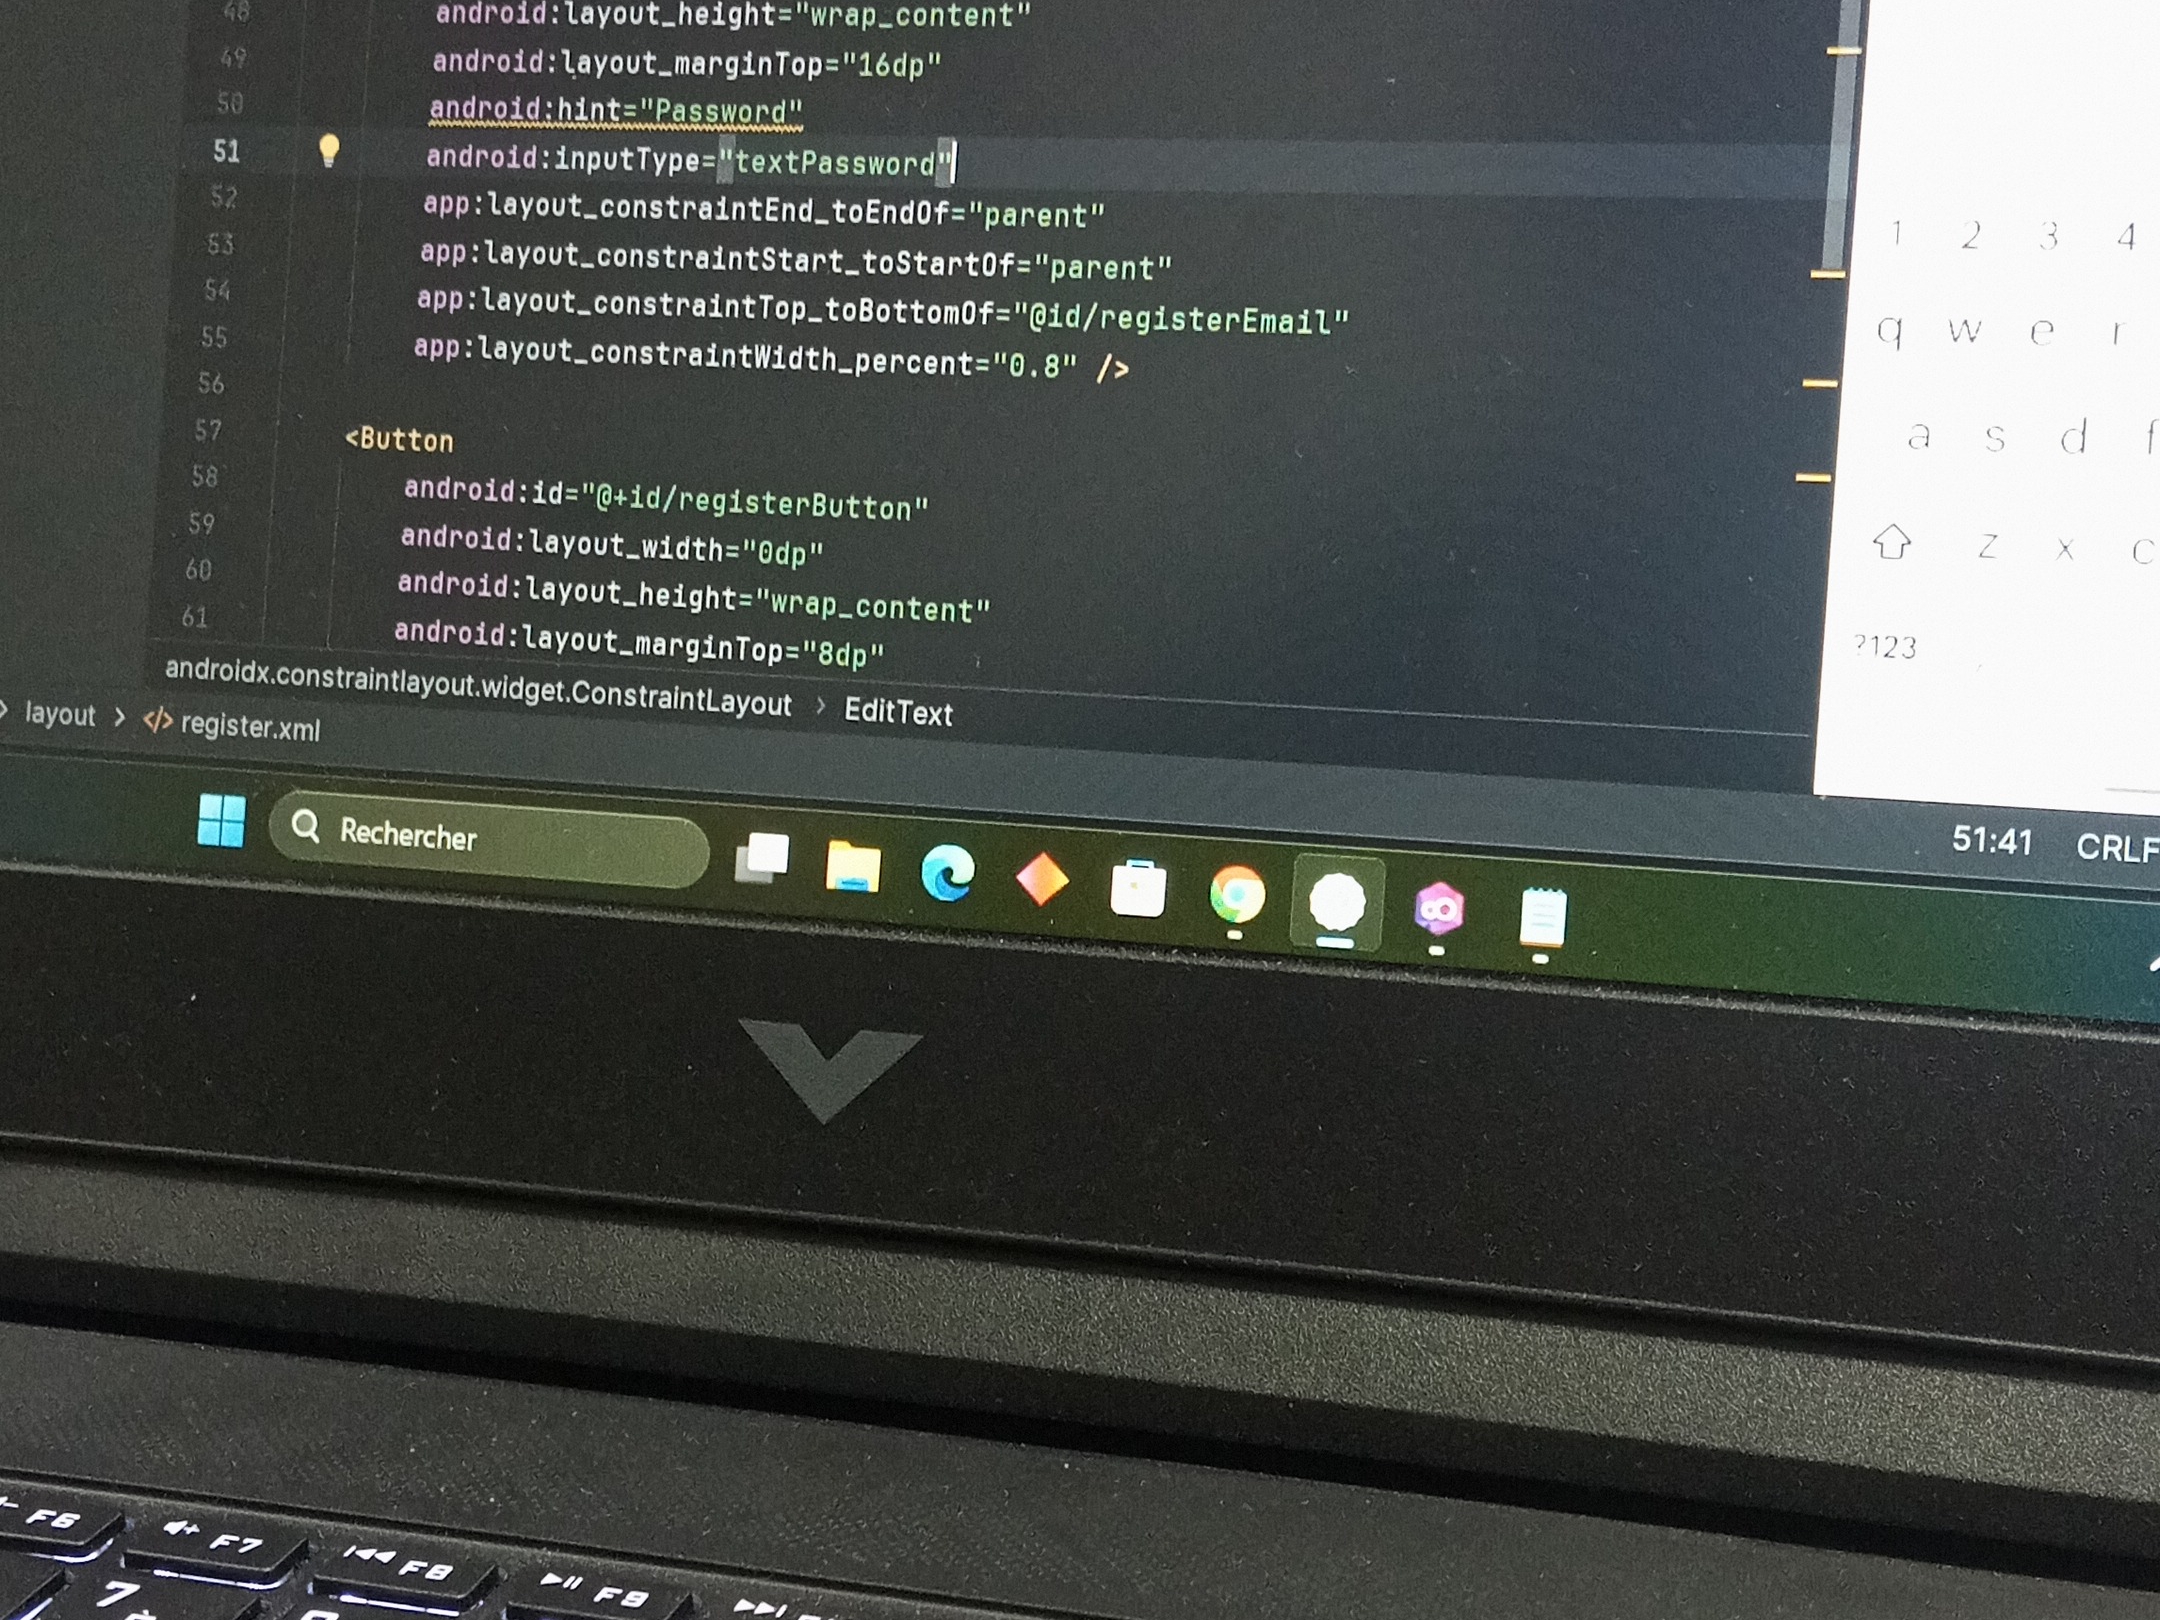 48 android:layout_height="wrap_content"
49 android:layout_marginTop="16dp"
50 android:hint="Password"
51 android:inputType="textPassword"
52 app:layout_constraintEnd_toEndOf="parent"
53 app:layout_constraintStart_toStartOf="parent"
54 app:layout_constraintTop_toBottomOf="@id/registerEmail"
55 app:layout_constraintWidth_percent="0.8" />
56
57 <Button
58 android:id="@+id/registerButton"
59 android:layout_width="0dp"
60 android:layout_height="wrap_content"
61 android:layout_marginTop="8dp"
androidx.constraintlayout.widget.ConstraintLayout > EditText
> layout > </> register.xml
1 2 3 4
q w e r
a s d f
z x c
?123
51:41 CRLF
Rechercher
F6 F7 F8 F9
7